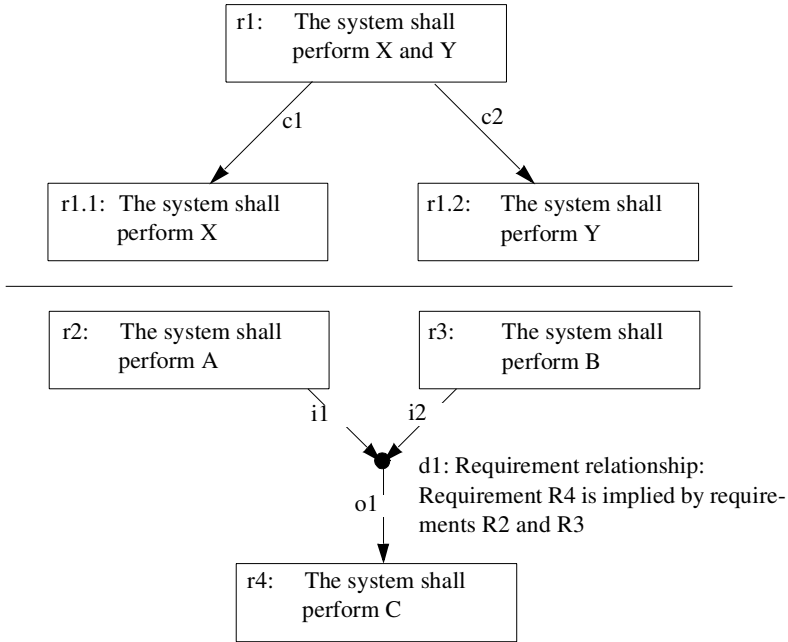 r1: The system shall
perform X and Y
c1
c2
r1.1: The system shall
perform X
r1.2: The system shall
perform Y
r2: The system shall
perform A
r3: The system shall
perform B
i1
i2
d1: Requirement relationship:
Requirement R4 is implied by require-
ments R2 and R3
o1
r4: The system shall
perform C